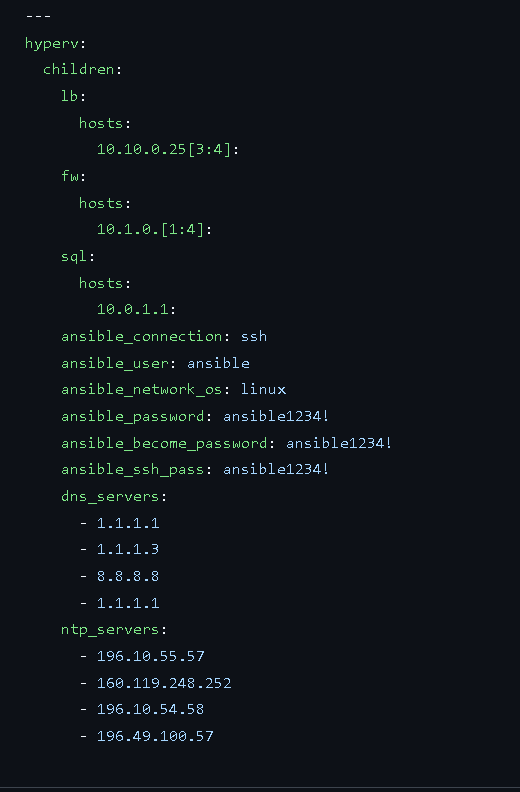 ---
hyperv:
  children:
    lb:
      hosts:
        10.10.0.25[3:4]:
    fw:
      hosts:
        10.1.0.[1:4]:
    sql:
      hosts:
        10.0.1.1:
    ansible_connection: ssh
    ansible_user: ansible
    ansible_network_os: linux
    ansible_password: ansible1234!
    ansible_become_password: ansible1234!
    ansible_ssh_pass: ansible1234!
    dns_servers:
      - 1.1.1.1
      - 1.1.1.3
      - 8.8.8.8
      - 1.1.1.1
    ntp_servers:
      - 196.10.55.57
      - 160.119.248.252
      - 196.10.54.58
      - 196.49.100.57